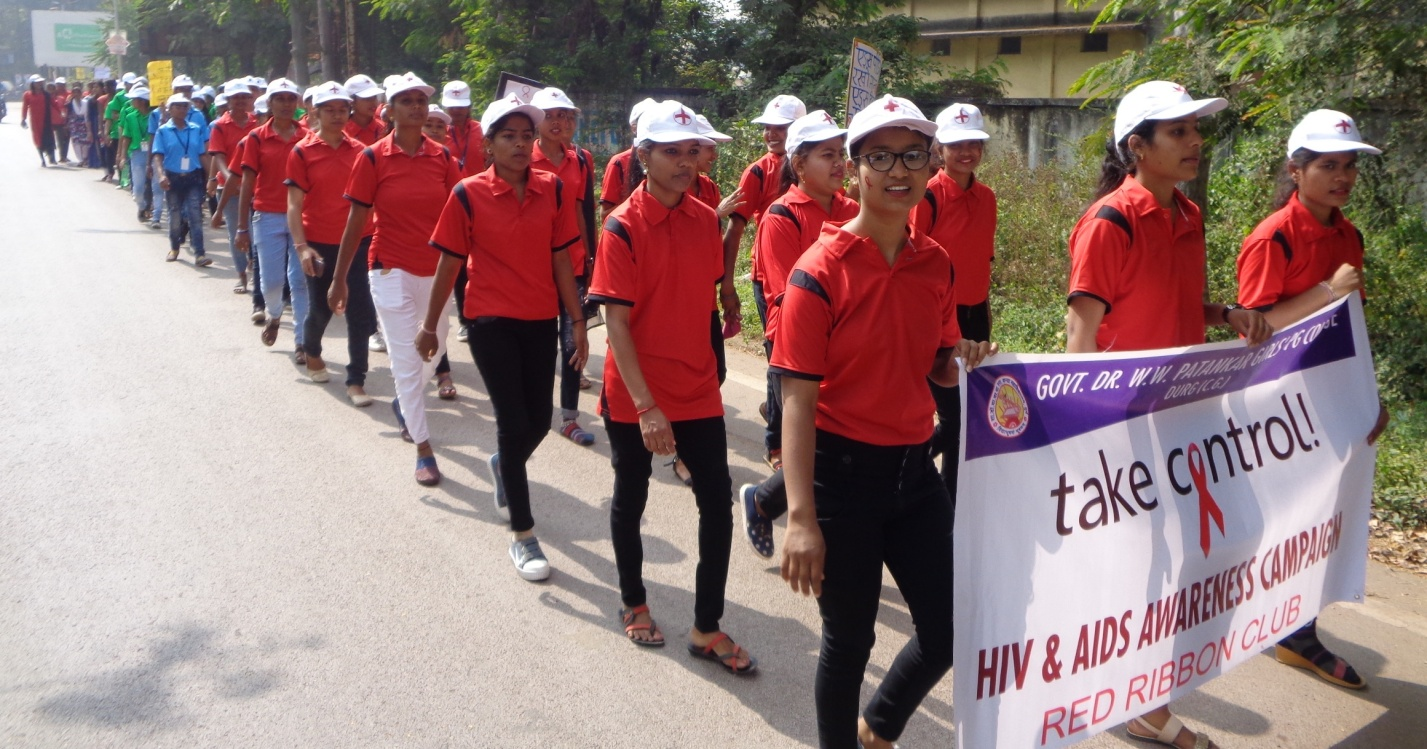 GOVT. DR. W.W. PATANKAR GIRLS PG COLLEGE
DURG (C.G.)
take control!
HIV & AIDS AWARENESS CAMPAIGN
RED RIBBON CLUB